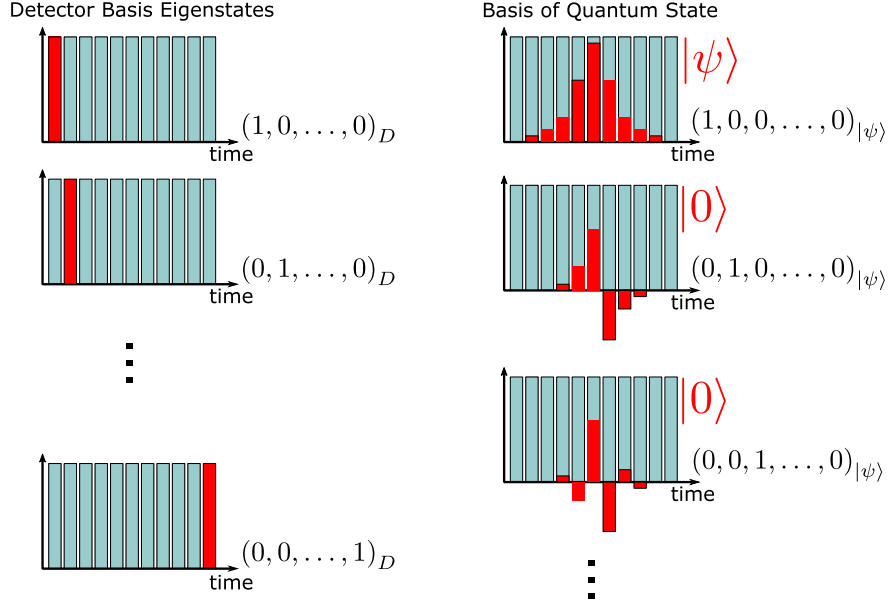 Detector Basis Eigenstates
(1, 0, . . . , 0)_D
time
(0, 1, . . . , 0)_D
time
(0, 0, . . . , 1)_D
time
Basis of Quantum State
|ψ⟩
(1, 0, 0, . . . , 0)_|ψ⟩
time
|0⟩
(0, 1, 0, . . . , 0)_|ψ⟩
time
|0⟩
(0, 0, 1, . . . , 0)_|ψ⟩
time